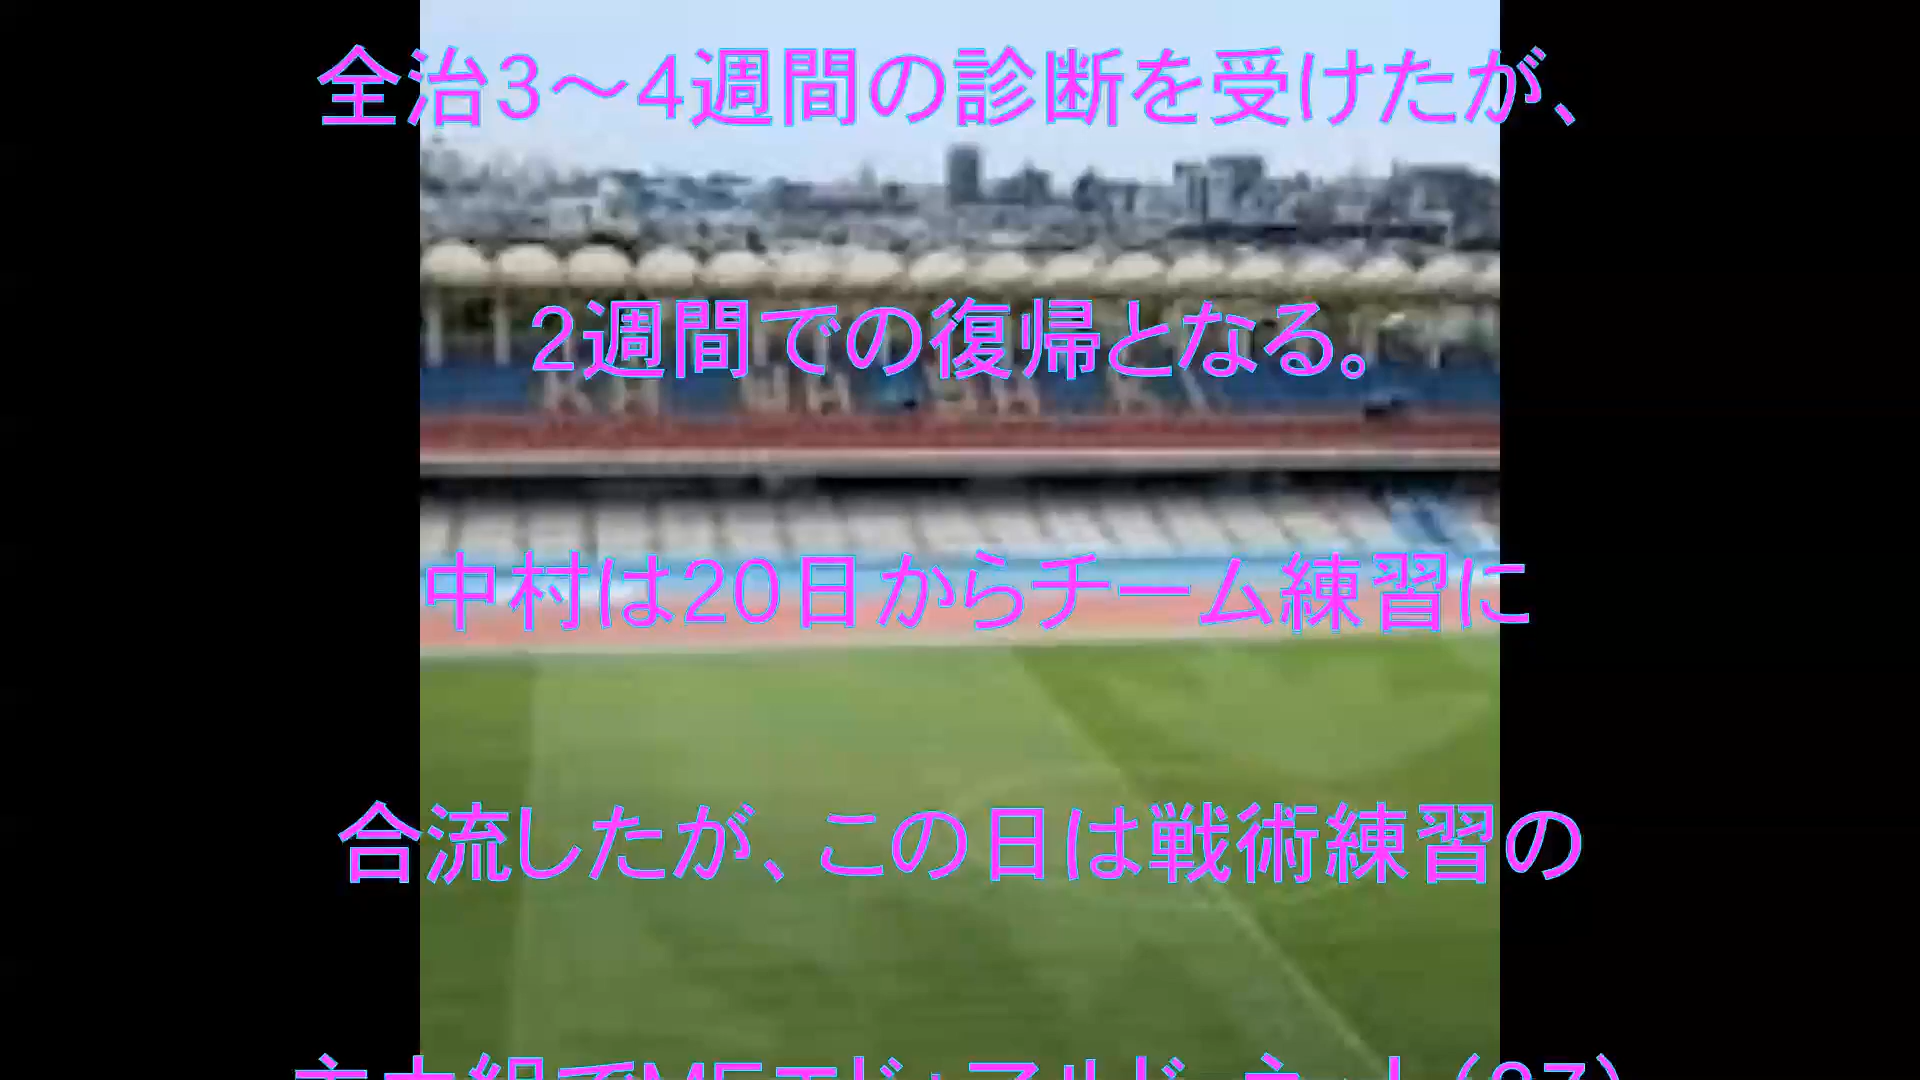 全治3〜4週間の診断を受けたが、
2週間での復帰となる。
中村は20日からチーム練習に
合流したが、この日は戦術練習の